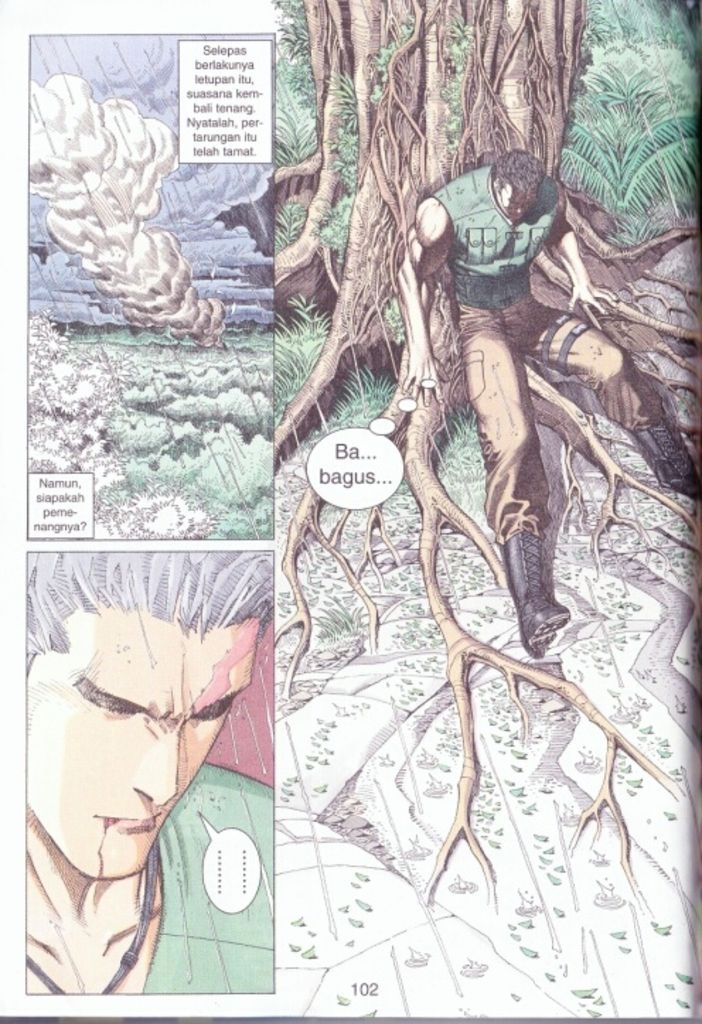 Selepas
berlakunya
letupan itu,
suasana kem-
bali tenang.
Nyatalah, per-
tarungan itu
telah tamat.
Namun,
siapakah
peme-
nangnya?
Ba...
bagus...
........
102